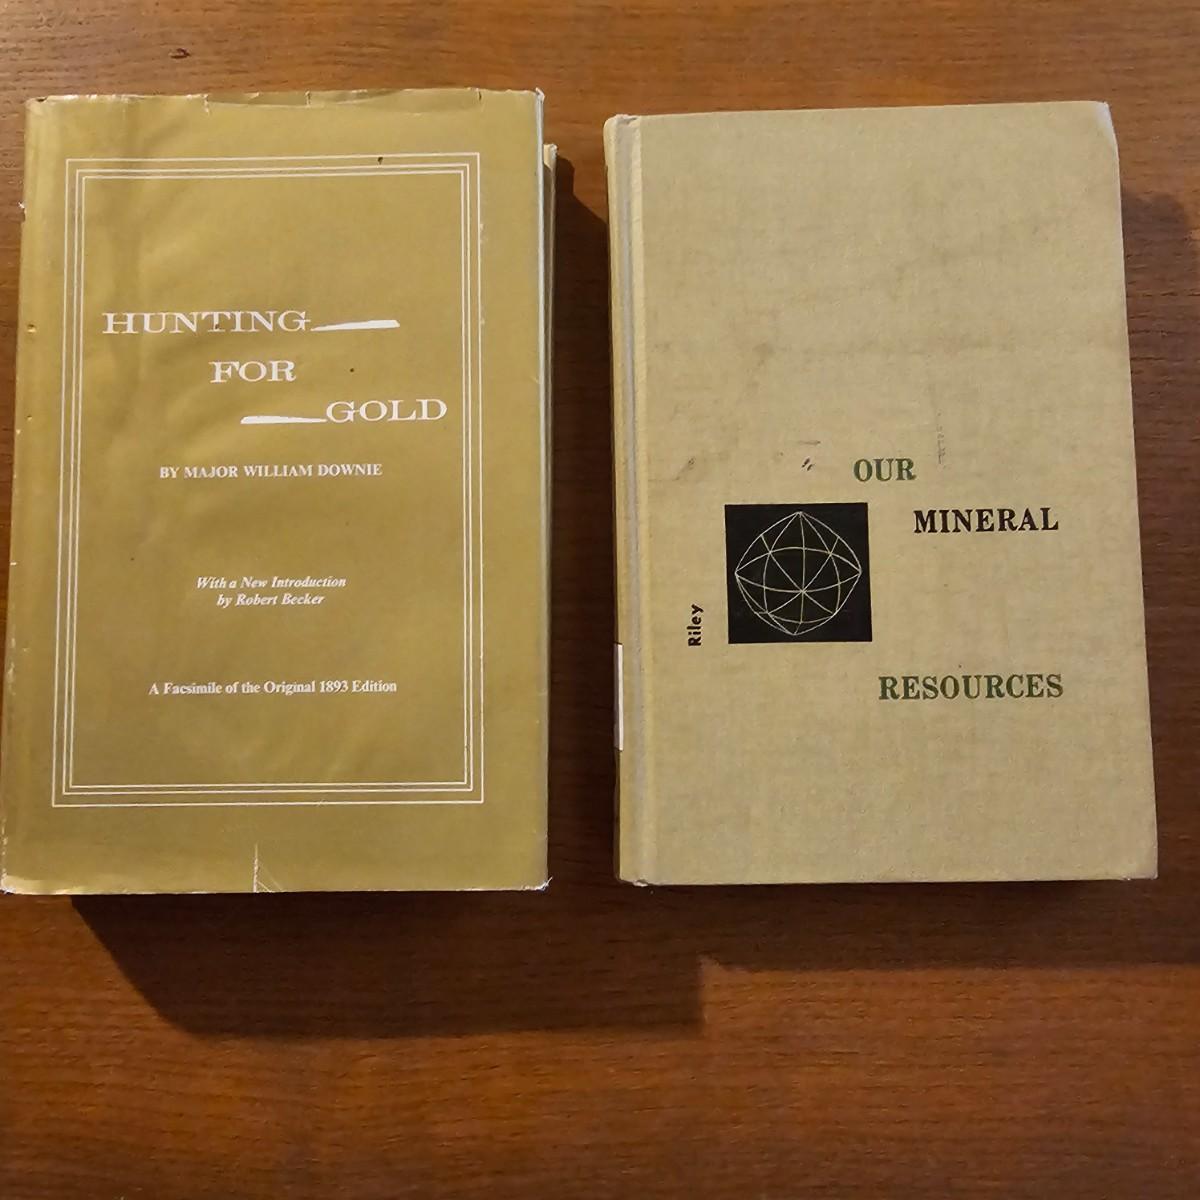 HUNTING
FOR
GOLD
BY MAJOR WILLIAM DOWNIE
With a New Introduction
by Robert Becker
A Facsimile of the Original 1893 Edition
OUR
MINERAL
RESOURCES
Riley